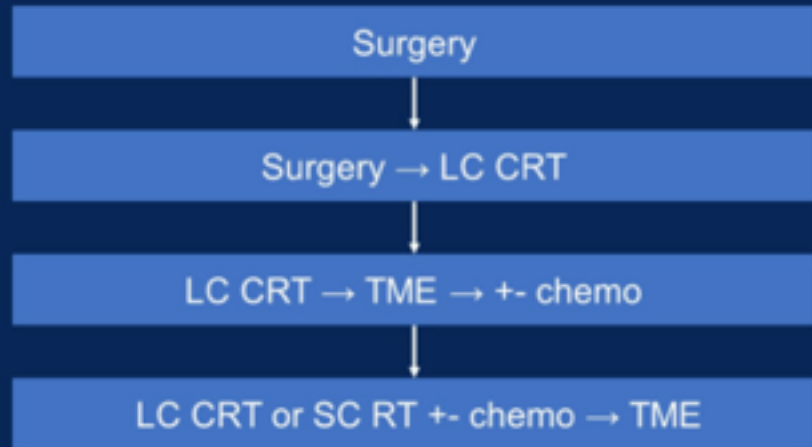 Surgery
Surgery → LC CRT
LC CRT → TME → +- chemo
LC CRT or SC RT +- chemo → TME